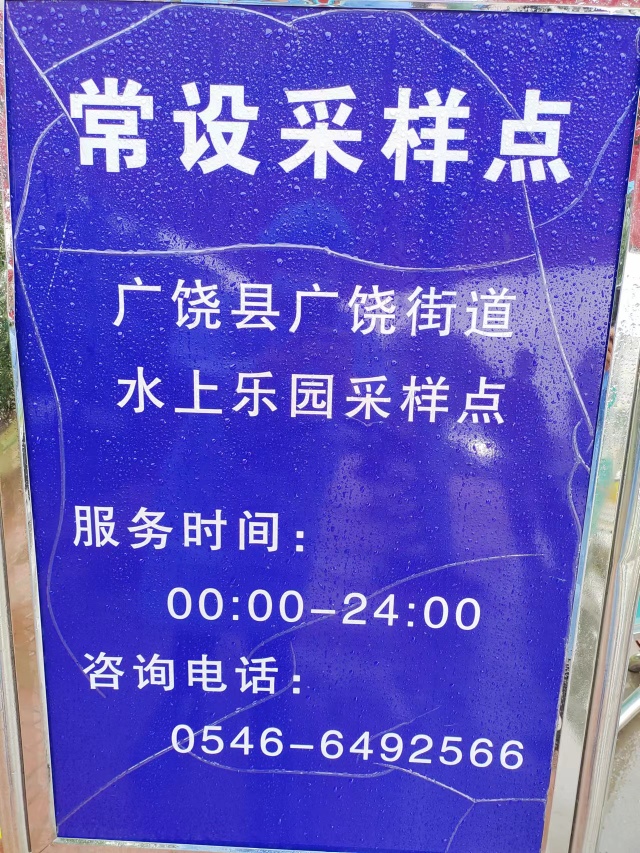 常设采样点
广饶县广饶街道
水上乐园采样点
服务时间：
00:00-24:00
咨询电话：
0546-6492566